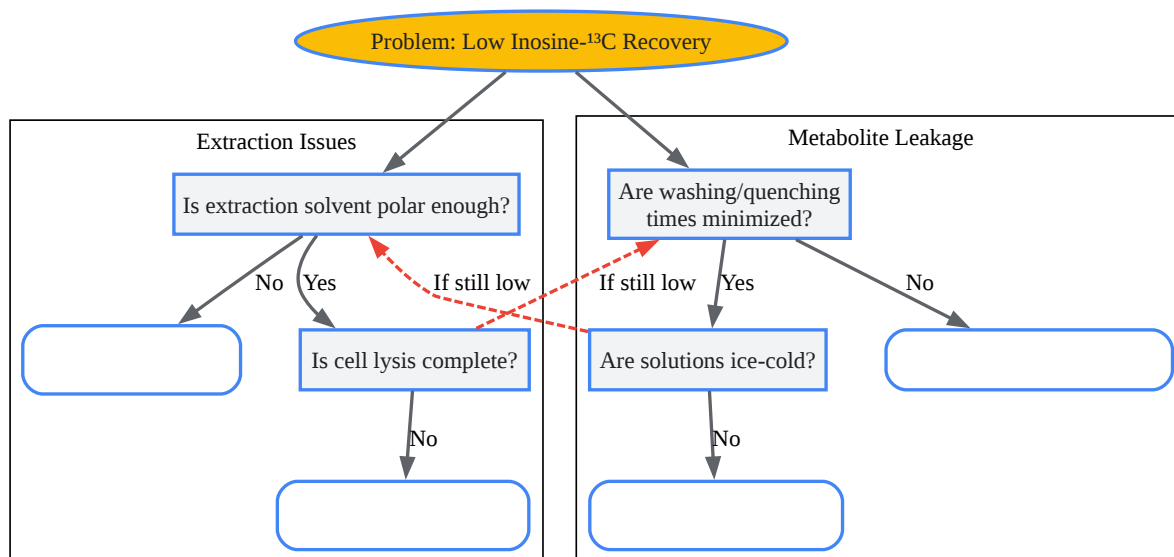 Problem: Low Inosine-¹³C Recovery
Extraction Issues
Metabolite Leakage
Is extraction solvent polar enough?
Are washing/quenching
times minimized?
No
Yes
If still low
If still low
Yes
No
Is cell lysis complete?
Are solutions ice-cold?
No
No